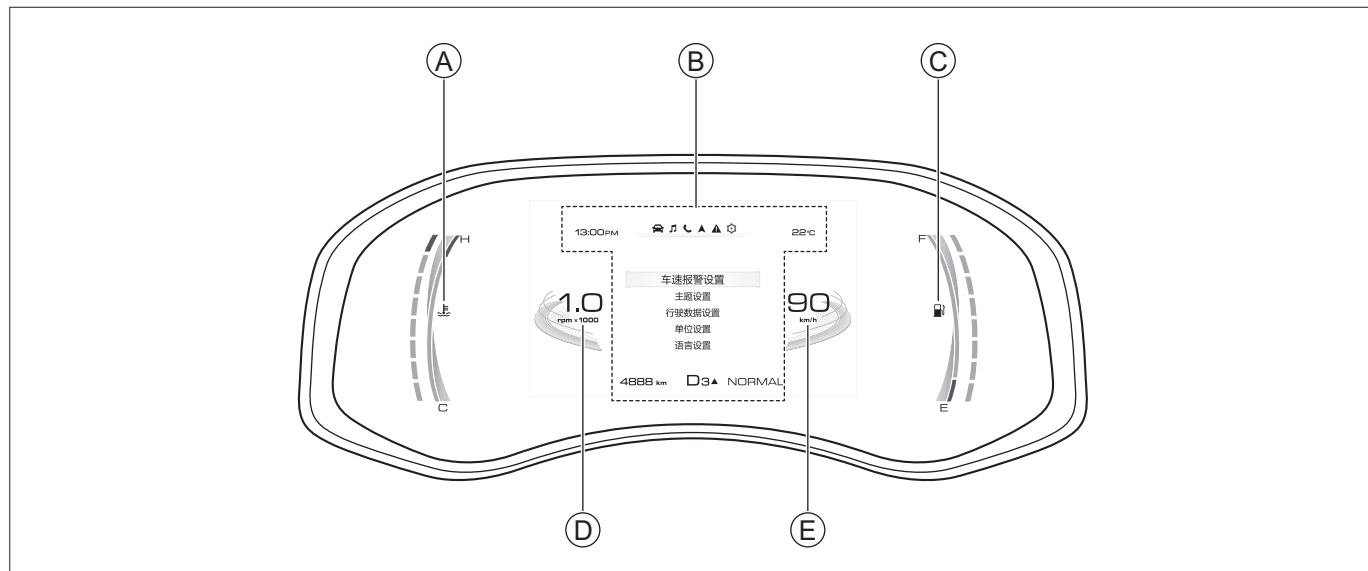 A B C
13:00PM 22°C
H F
车速报警设置
主题设置
1.0 90
行驶数据设置
rpm x 1000 km/h
单位设置
语言设置
4888 km D3▲ NORMAL
C E
D E